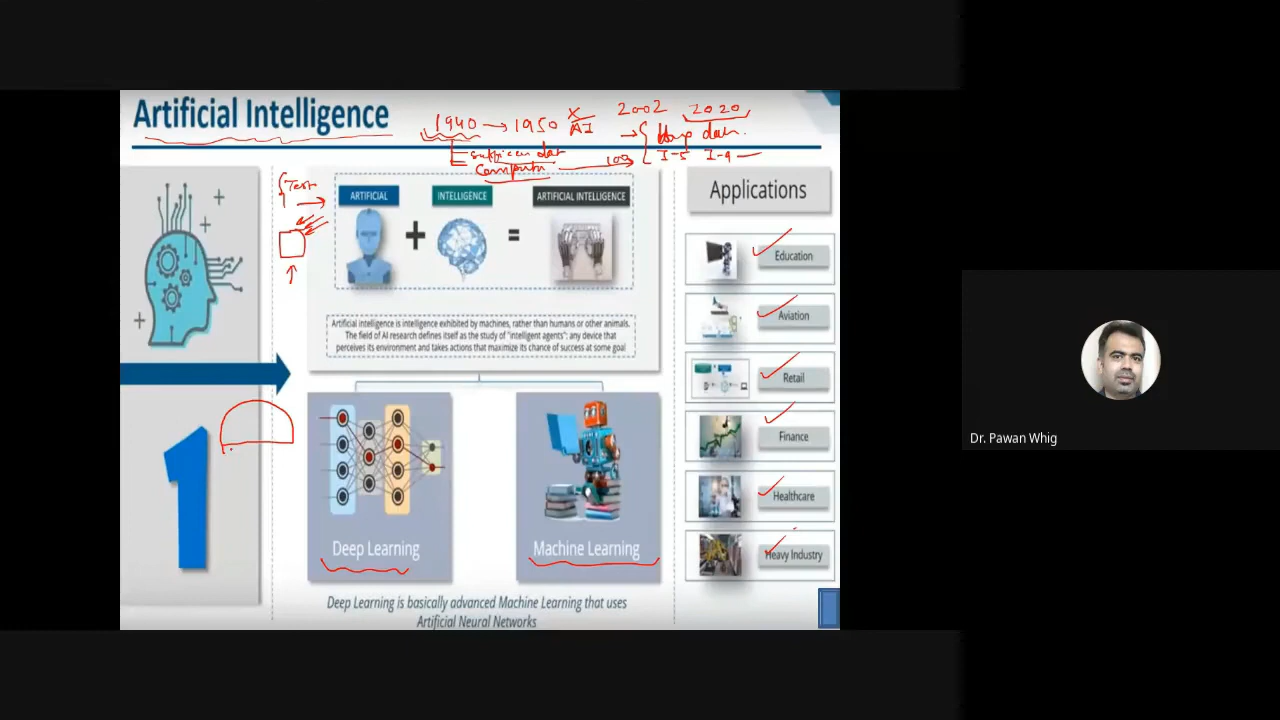 Artificial Intelligence
1940 → 1950 AI 2002 2020
data
I-5 I-9
100
Test
ARTIFICIAL
INTELLIGENCE
ARTIFICIAL INTELLIGENCE
+
=
Artificial intelligence is intelligence exhibited by machines, rather than humans or other animals.
The field of AI research defines itself as the study of "intelligent agents": any device that
perceives its environment and takes actions that maximize its chance of success at some goal
1
Deep Learning
Machine Learning
Deep Learning is basically advanced Machine Learning that uses
Artificial Neural Networks
Applications
Education
Aviation
Retail
Finance
Healthcare
Heavy Industry
Dr. Pawan Whig